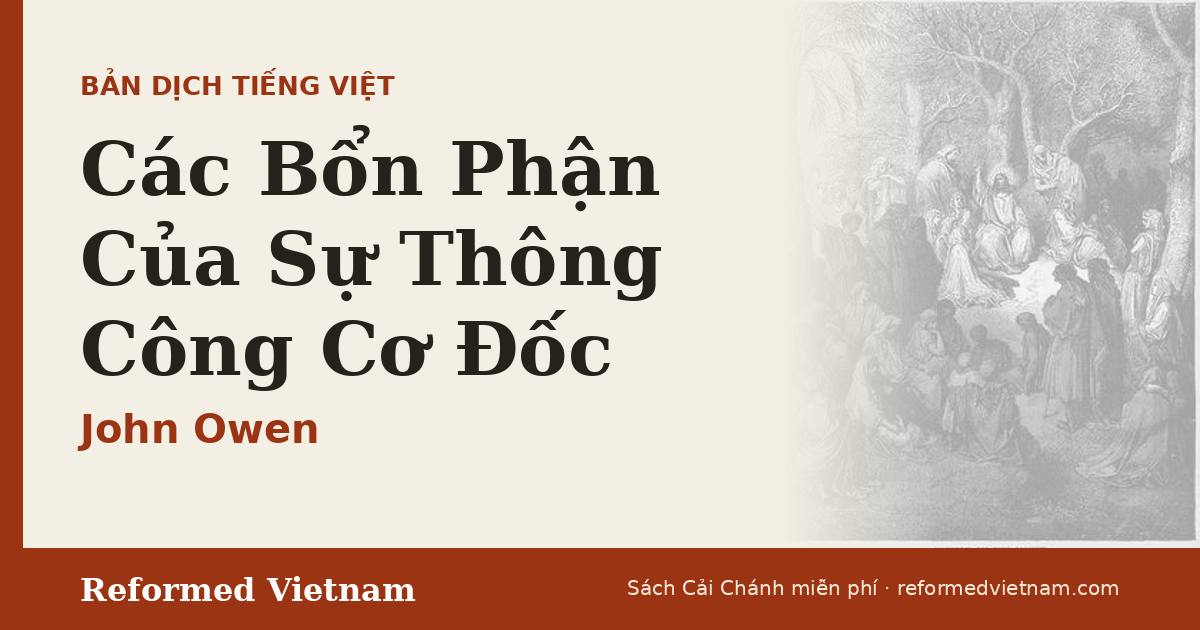 BẢN DỊCH TIẾNG VIỆT
Các Bổn Phận
Của Sự Thông
Công Cơ Đốc
John Owen
Reformed Vietnam
Sách Cải Chánh miễn phí · reformedvietnam.com